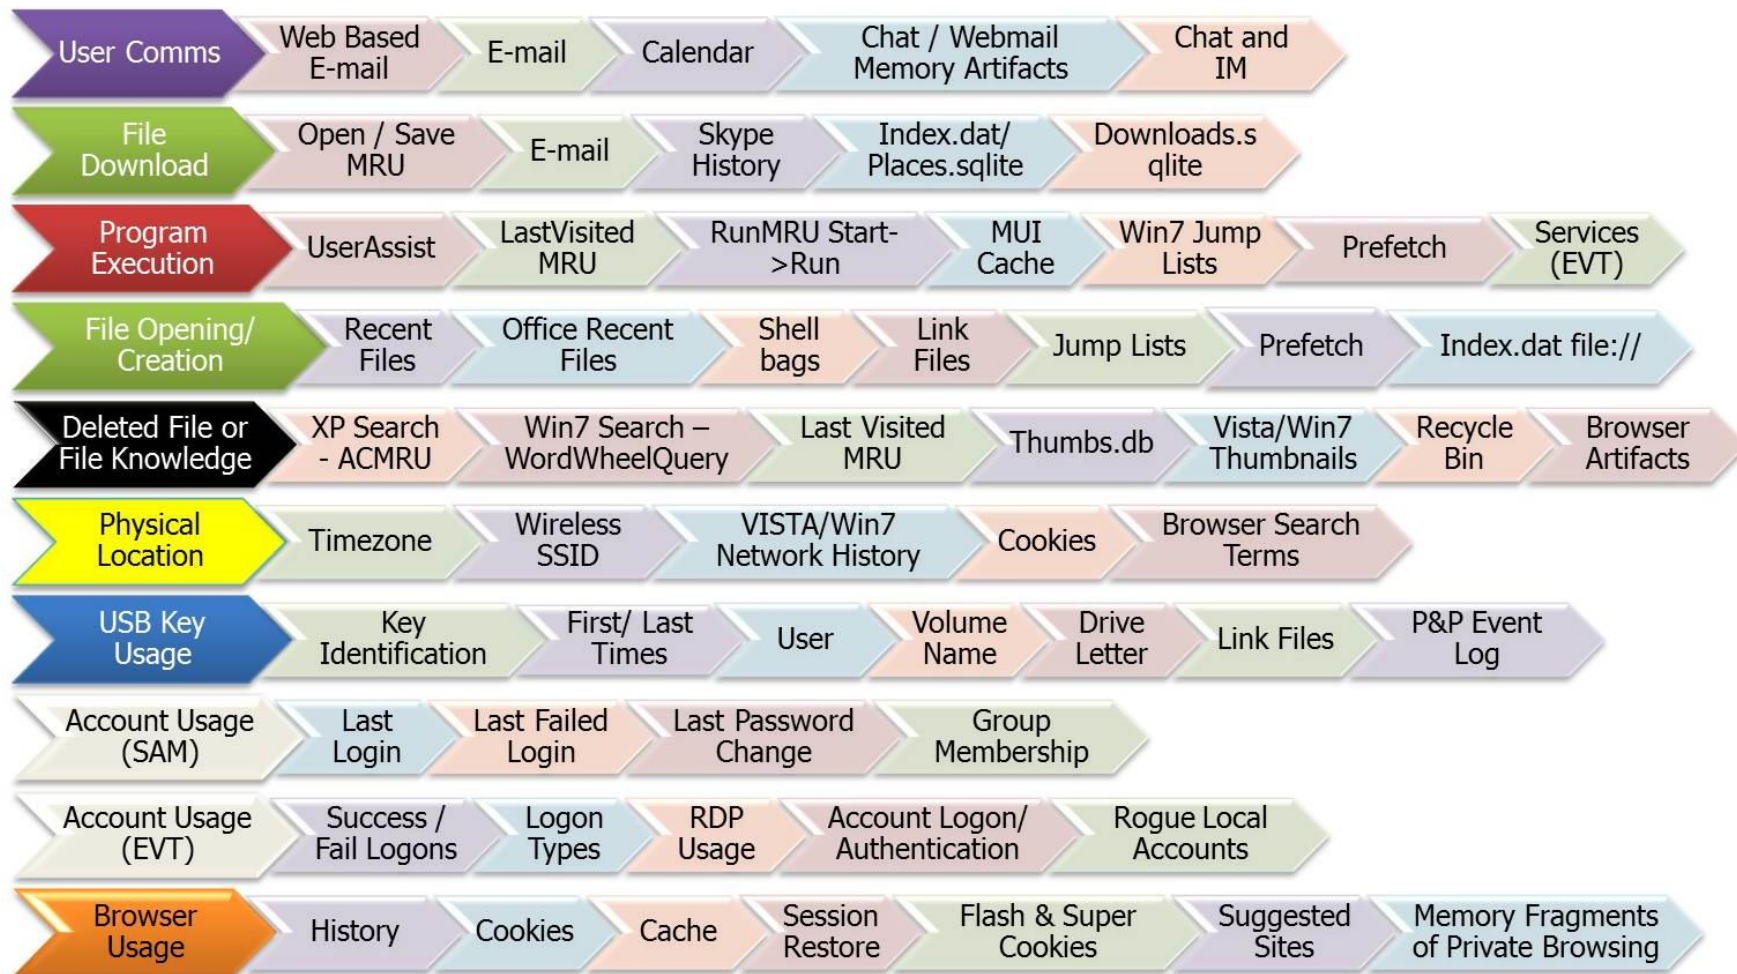 User Comms
Web Based
E-mail
E-mail
Calendar
Chat / Webmail
Memory Artifacts
Chat and
IM
File
Download
Open / Save
MRU
E-mail
Skype
History
Index.dat/
Places.sqlite
Downloads.s
qlite
Program
Execution
UserAssist
LastVisited
MRU
RunMRU Start-
>Run
MUI
Cache
Win7 Jump
Lists
Prefetch
Services
(EVT)
File Opening/
Creation
Recent
Files
Office Recent
Files
Shell
bags
Link
Files
Jump Lists
Prefetch
Index.dat file://
Deleted File or
File Knowledge
XP Search
- ACMRU
Win7 Search –
WordWheelQuery
Last Visited
MRU
Thumbs.db
Vista/Win7
Thumbnails
Recycle
Bin
Browser
Artifacts
Physical
Location
Timezone
Wireless
SSID
VISTA/Win7
Network History
Cookies
Browser Search
Terms
USB Key
Usage
Key
Identification
First/ Last
Times
User
Volume
Name
Drive
Letter
Link Files
P&P Event
Log
Account Usage
(SAM)
Last
Login
Last Failed
Login
Last Password
Change
Group
Membership
Account Usage
(EVT)
Success /
Fail Logons
Logon
Types
RDP
Usage
Account Logon/
Authentication
Rogue Local
Accounts
Browser
Usage
History
Cookies
Cache
Session
Restore
Flash & Super
Cookies
Suggested
Sites
Memory Fragments
of Private Browsing